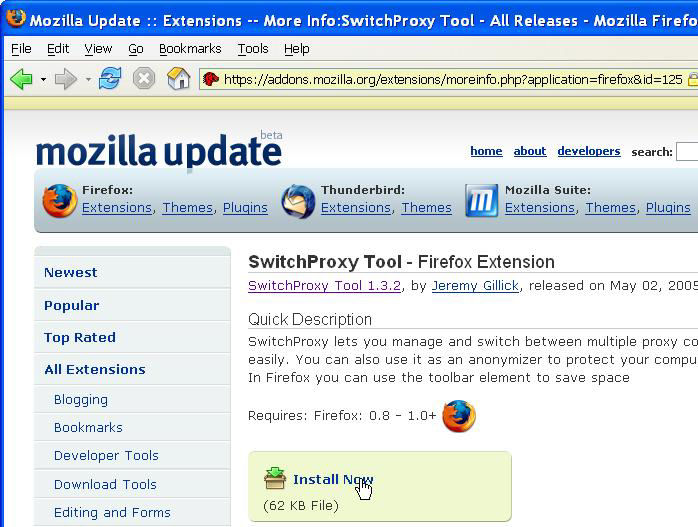 Mozilla Update :: Extensions -- More Info:SwitchProxy Tool - All Releases - Mozilla Firefo
File Edit View Go Bookmarks Tools Help
https://addons.mozilla.org/extensions/moreinfo.php?application=firefox&id=125
mozilla update beta
home about developers search:
Firefox:
Extensions, Themes, Plugins
Thunderbird:
Extensions, Themes
Mozilla Suite:
Extensions, Themes, Plugins
Newest
Popular
Top Rated
All Extensions
Blogging
Bookmarks
Developer Tools
Download Tools
Editing and Forms
SwitchProxy Tool - Firefox Extension
SwitchProxy Tool 1.3.2, by Jeremy Gillick, released on May 02, 2005
Quick Description
SwitchProxy lets you manage and switch between multiple proxy co
easily. You can also use it as an anonymizer to protect your compu
In Firefox you can use the toolbar element to save space
Requires: Firefox: 0.8 - 1.0+
Install Now
(62 KB File)